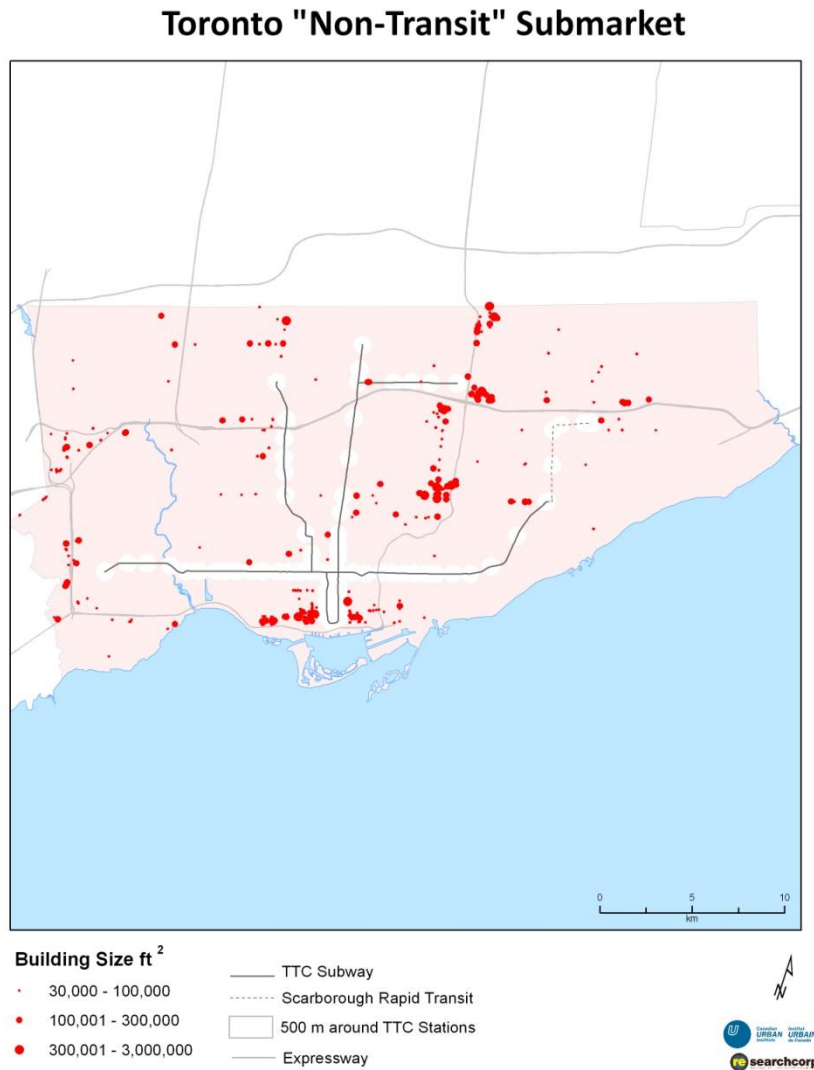 Toronto "Non-Transit" Submarket
0 5 10
km
Building Size ft 2
30,000 - 100,000
100,001 - 300,000
300,001 - 3,000,000
TTC Subway
Scarborough Rapid Transit
500 m around TTC Stations
Expressway
N
U
Canadian Institut
URBAN URBAIN
Institute du Canada
re searchcorp